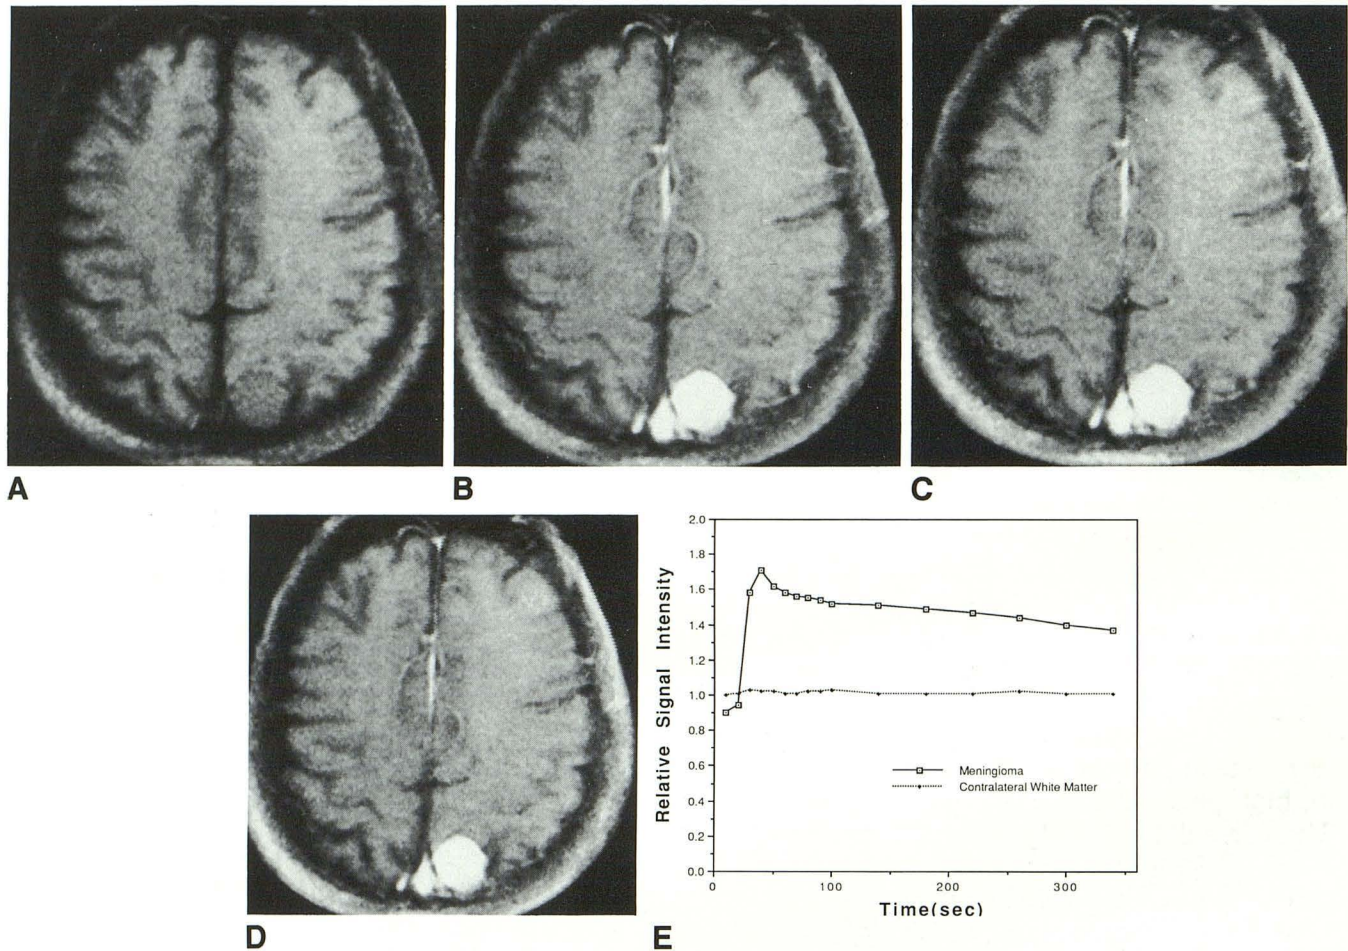 A
B
C
D
E
2.0
1.8
1.6
1.4
1.2
1.0
0.8
0.6
0.4
0.2
0.0
Relative Signal Intensity
Meningioma
Contralateral White Matter
0
100
200
300
Time(sec)